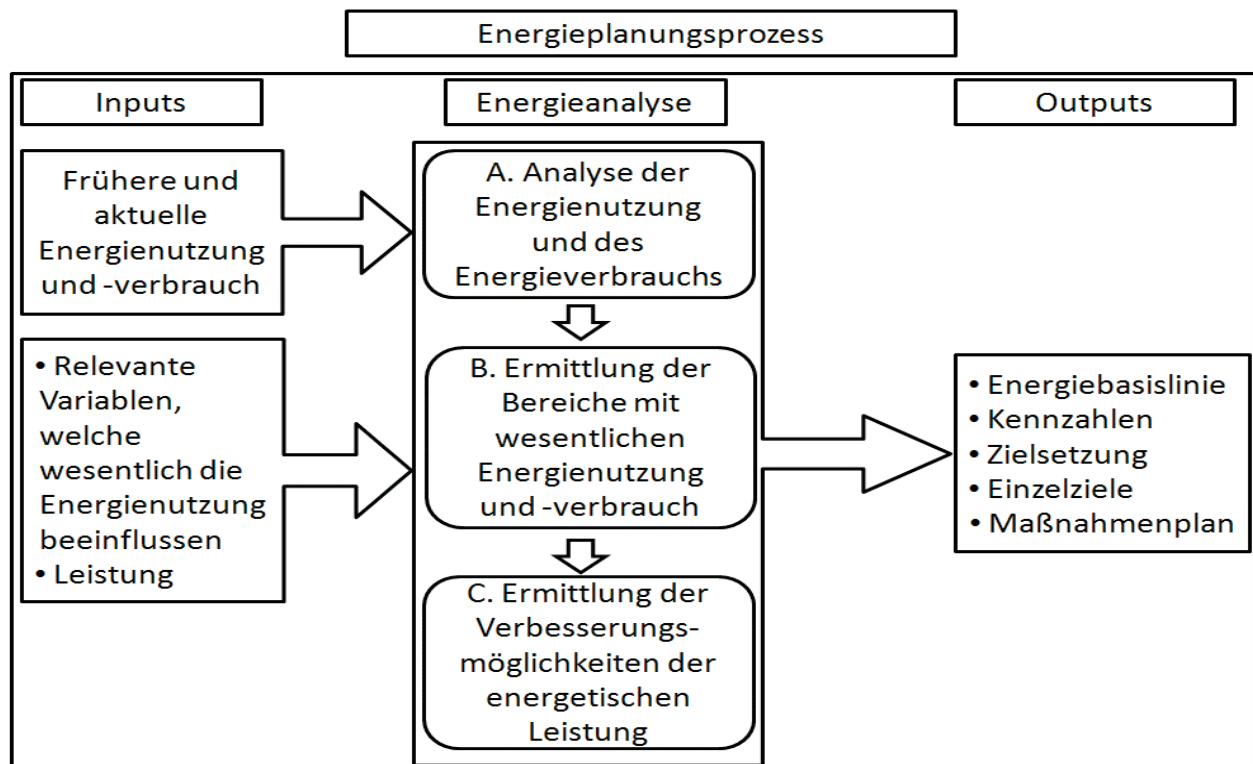 Energieplanungsprozess
Inputs
Energieanalyse
Outputs
Frühere und
aktuelle
Energienutzung
und -verbrauch
• Relevante
Variablen,
welche
wesentlich die
Energienutzung
beeinflussen
• Leistung
A. Analyse der
Energienutzung
und des
Energieverbrauchs
B. Ermittlung der
Bereiche mit
wesentlichen
Energienutzung
und -verbrauch
C. Ermittlung der
Verbesserungs-
möglichkeiten der
energetischen
Leistung
• Energiebasislinie
• Kennzahlen
• Zielsetzung
• Einzelziele
• Maßnahmenplan